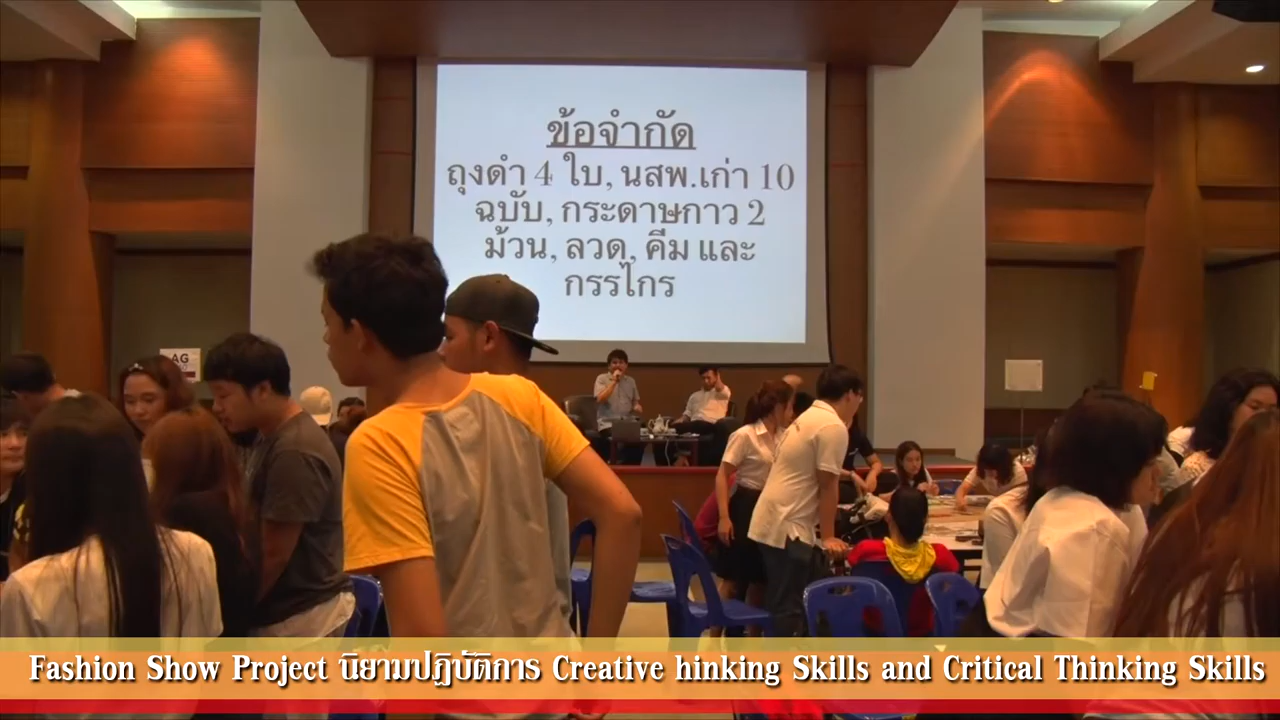 ข้อจำกัด
ถุงดำ 4 ใบ, นสพ.เก่า 10
ฉบับ, กระดาษกาว 2
ม้วน, ลวด, คีม และ
กรรไกร
AG
Fashion Show Project นิยามปฏิบัติการ Creative hinking Skills and Critical Thinking Skills